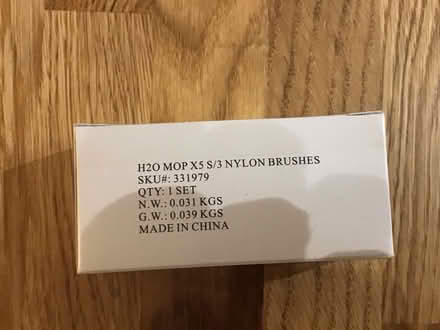 H2O MOP X5 S/3 NYLON BRUSHES
SKU#: 331979
QTY: 1 SET
N.W.: 0.031 KGS
G.W.: 0.039 KGS
MADE IN CHINA